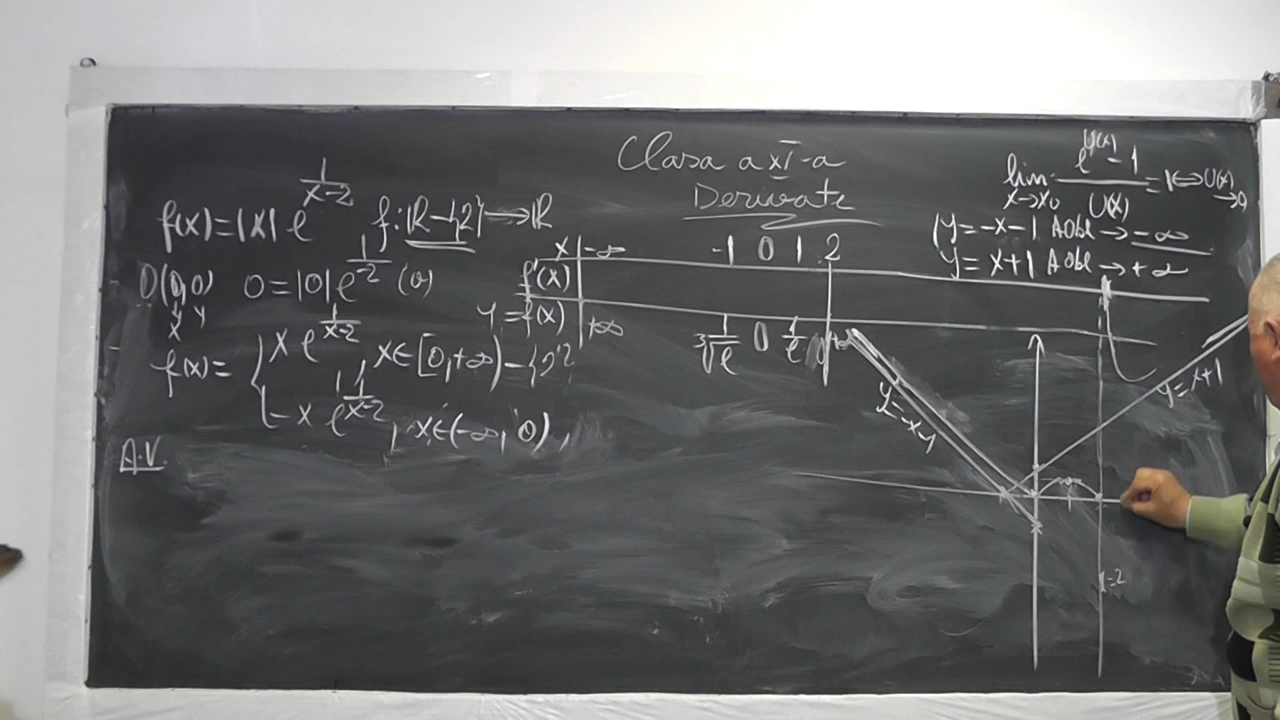 Clasa a XI-a
Derivate
f(x)=|x| e^{1/(x-2)} f: ℝ-{2}→ℝ
O(0,0) 0=|0| e^{1/-2} (0)
x y
f(x)= { x e^{1/(x-2)}, x∈[0,+∞)-{2}
-x e^{1/(x-2)}, x∈(-∞, 0),
A.V.
x -∞ -1 0 1 2
f'(x)
y=f(x) +∞ 1/∛e 0 1/e 0 +∞
lim x→x₀ (e^{U(x)}-1)/U(x) = 1 ⇔ U(x)→0
y=-x-1 A Obl → -∞
y=x+1 A Obl → +∞
y=-x-1
y=x+1
=2